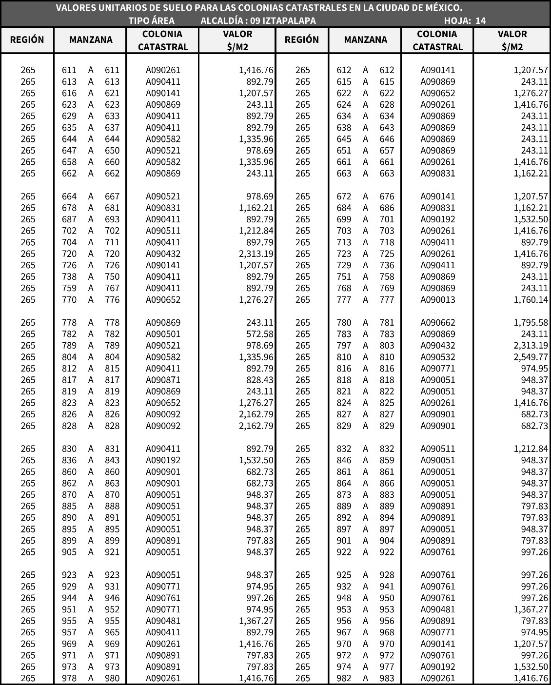 VALORES UNITARIOS DE SUELO PARA LAS COLONIAS CATASTRALES EN LA CIUDAD DE MÉXICO.
TIPO ÁREA ALCALDÍA : 09 IZTAPALAPA HOJA: 14
REGIÓN MANZANA COLONIA CATASTRAL VALOR $/M2 REGIÓN MANZANA COLONIA CATASTRAL VALOR $/M2
265 611 A 611 A090261 1,416.76 265 612 A 612 A090141 1,207.57
265 613 A 613 A090411 892.79 265 615 A 615 A090869 243.11
265 616 A 621 A090141 1,207.57 265 622 A 622 A090652 1,276.27
265 623 A 623 A090869 243.11 265 624 A 628 A090261 1,416.76
265 629 A 633 A090411 892.79 265 634 A 634 A090869 243.11
265 635 A 637 A090411 892.79 265 638 A 643 A090869 243.11
265 644 A 644 A090582 1,335.96 265 645 A 646 A090869 243.11
265 647 A 650 A090521 978.69 265 651 A 657 A090869 243.11
265 658 A 660 A090582 1,335.96 265 661 A 661 A090261 1,416.76
265 662 A 662 A090869 243.11 265 663 A 663 A090831 1,162.21
265 664 A 667 A090521 978.69 265 672 A 676 A090141 1,207.57
265 678 A 681 A090831 1,162.21 265 684 A 686 A090831 1,162.21
265 687 A 693 A090411 892.79 265 699 A 701 A090192 1,532.50
265 702 A 702 A090511 1,212.84 265 703 A 703 A090261 1,416.76
265 704 A 711 A090411 892.79 265 713 A 718 A090411 892.79
265 720 A 720 A090432 2,313.19 265 723 A 725 A090261 1,416.76
265 726 A 726 A090141 1,207.57 265 729 A 736 A090411 892.79
265 738 A 750 A090411 892.79 265 751 A 758 A090869 243.11
265 759 A 767 A090411 892.79 265 768 A 769 A090869 243.11
265 770 A 776 A090652 1,276.27 265 777 A 777 A090013 1,760.14
265 778 A 778 A090869 243.11 265 780 A 781 A090662 1,795.58
265 782 A 782 A090501 572.58 265 783 A 783 A090869 243.11
265 789 A 789 A090521 978.69 265 797 A 803 A090432 2,313.19
265 804 A 804 A090582 1,335.96 265 810 A 810 A090532 2,549.77
265 812 A 815 A090411 892.79 265 816 A 816 A090771 974.95
265 817 A 817 A090871 828.43 265 818 A 818 A090051 948.37
265 819 A 819 A090869 243.11 265 821 A 822 A090051 948.37
265 823 A 823 A090652 1,276.27 265 824 A 825 A090261 1,416.76
265 826 A 826 A090092 2,162.79 265 827 A 827 A090901 682.73
265 828 A 828 A090092 2,162.79 265 829 A 829 A090901 682.73
265 830 A 831 A090411 892.79 265 832 A 832 A090511 1,212.84
265 836 A 843 A090192 1,532.50 265 846 A 859 A090051 948.37
265 860 A 860 A090901 682.73 265 861 A 861 A090051 948.37
265 862 A 863 A090901 682.73 265 864 A 866 A090051 948.37
265 870 A 870 A090051 948.37 265 873 A 883 A090051 948.37
265 885 A 888 A090051 948.37 265 889 A 889 A090891 797.83
265 890 A 891 A090051 948.37 265 892 A 894 A090891 797.83
265 895 A 895 A090051 948.37 265 897 A 897 A090051 948.37
265 899 A 899 A090891 797.83 265 901 A 904 A090891 797.83
265 905 A 921 A090051 948.37 265 922 A 922 A090761 997.26
265 923 A 923 A090051 948.37 265 925 A 928 A090761 997.26
265 929 A 931 A090771 974.95 265 932 A 941 A090761 997.26
265 944 A 946 A090761 997.26 265 948 A 950 A090761 997.26
265 951 A 952 A090771 974.95 265 953 A 953 A090481 1,367.27
265 955 A 955 A090481 1,367.27 265 956 A 956 A090891 797.83
265 957 A 965 A090411 892.79 265 967 A 968 A090771 974.95
265 969 A 969 A090261 1,416.76 265 970 A 970 A090141 1,207.57
265 971 A 971 A090891 797.83 265 972 A 972 A090761 997.26
265 973 A 973 A090891 797.83 265 974 A 977 A090192 1,532.50
265 978 A 980 A090261 1,416.76 265 982 A 983 A090261 1,416.76